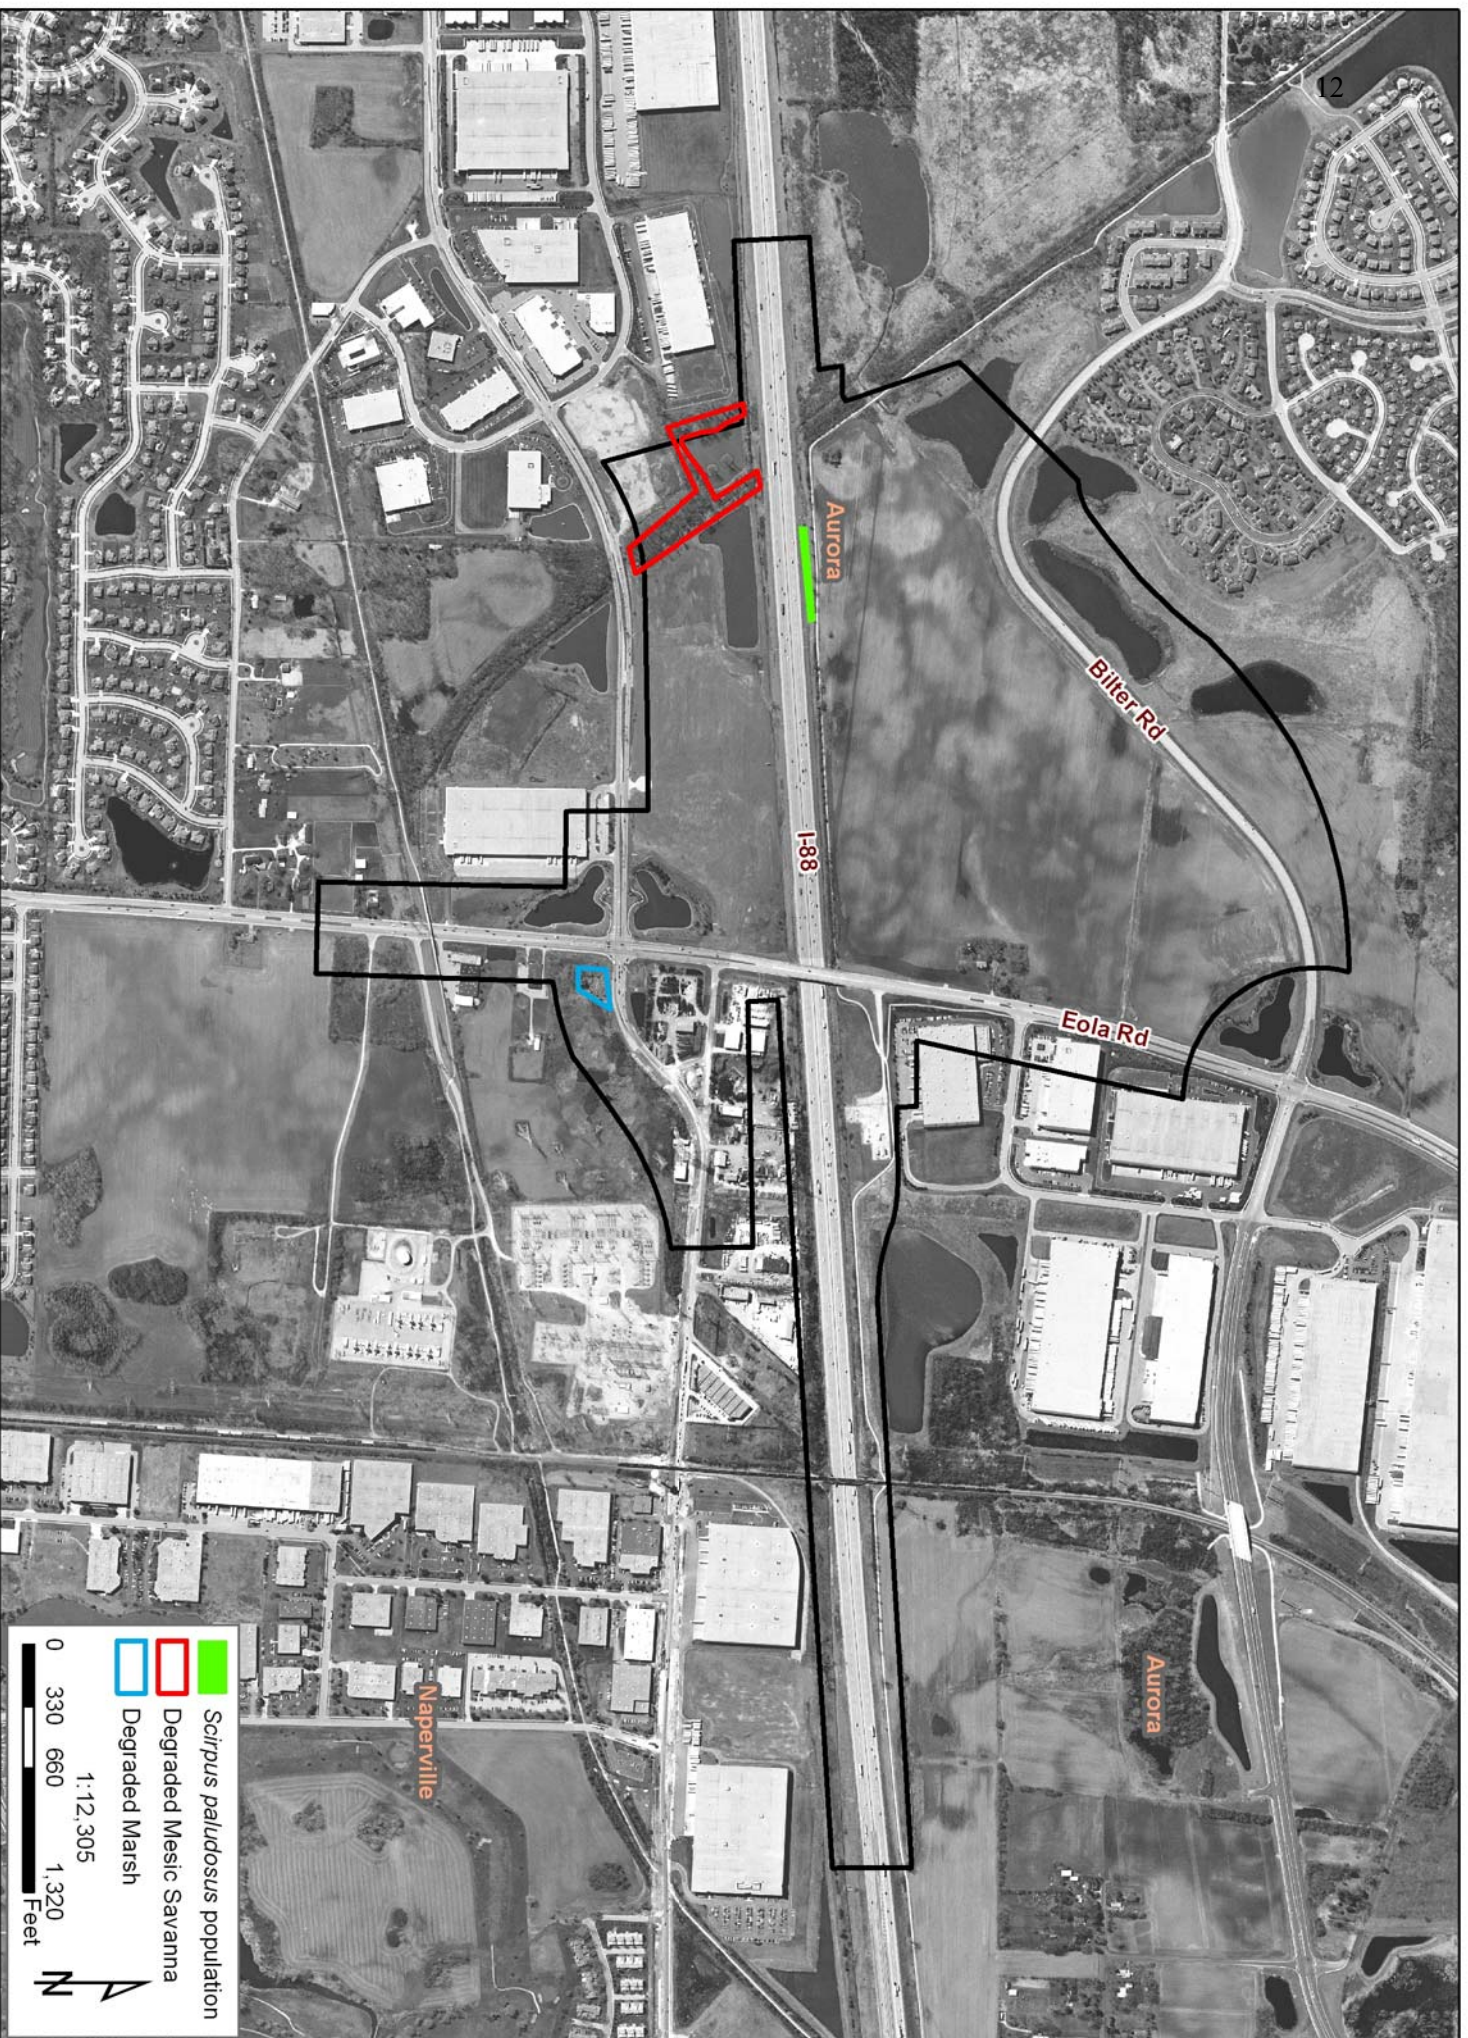 12
Aurora
Bilter Rd
I-88
Eola Rd
Aurora
Naperville
Scirpus paludosus population
Degraded Mesic Savanna
Degraded Marsh
1:12,305
0 330 660 1,320
Feet
N